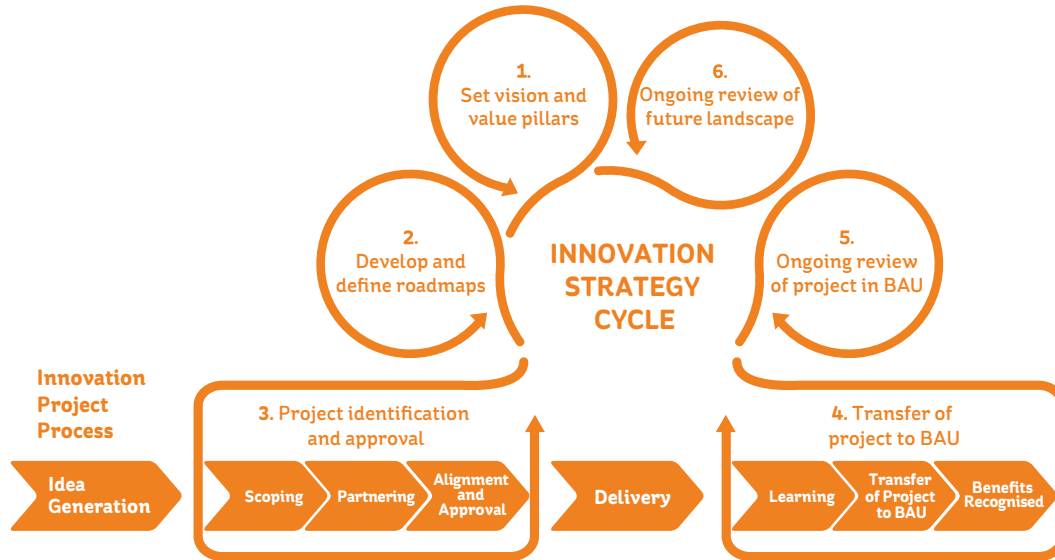 1.
Set vision and
value pillars
6.
Ongoing review of
future landscape
2.
Develop and
define roadmaps
INNOVATION
STRATEGY
CYCLE
5.
Ongoing review
of project in BAU
Innovation
Project
Process
3. Project identification
and approval
4. Transfer of
project to BAU
Idea
Generation
Scoping
Partnering
Alignment
and
Approval
Delivery
Learning
Transfer
of Project
to BAU
Benefits
Recognised